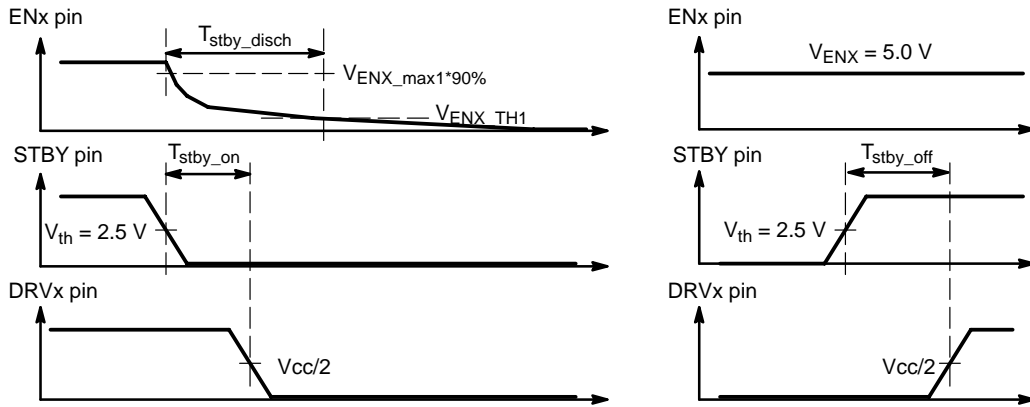 ENx pin
Tstby_disch
VENX_max1*90%
VENX_TH1
STBY pin
Tstby_on
Vth = 2.5 V
DRVx pin
Vcc/2
ENx pin
VENX = 5.0 V
STBY pin
Tstby_off
Vth = 2.5 V
DRVx pin
Vcc/2